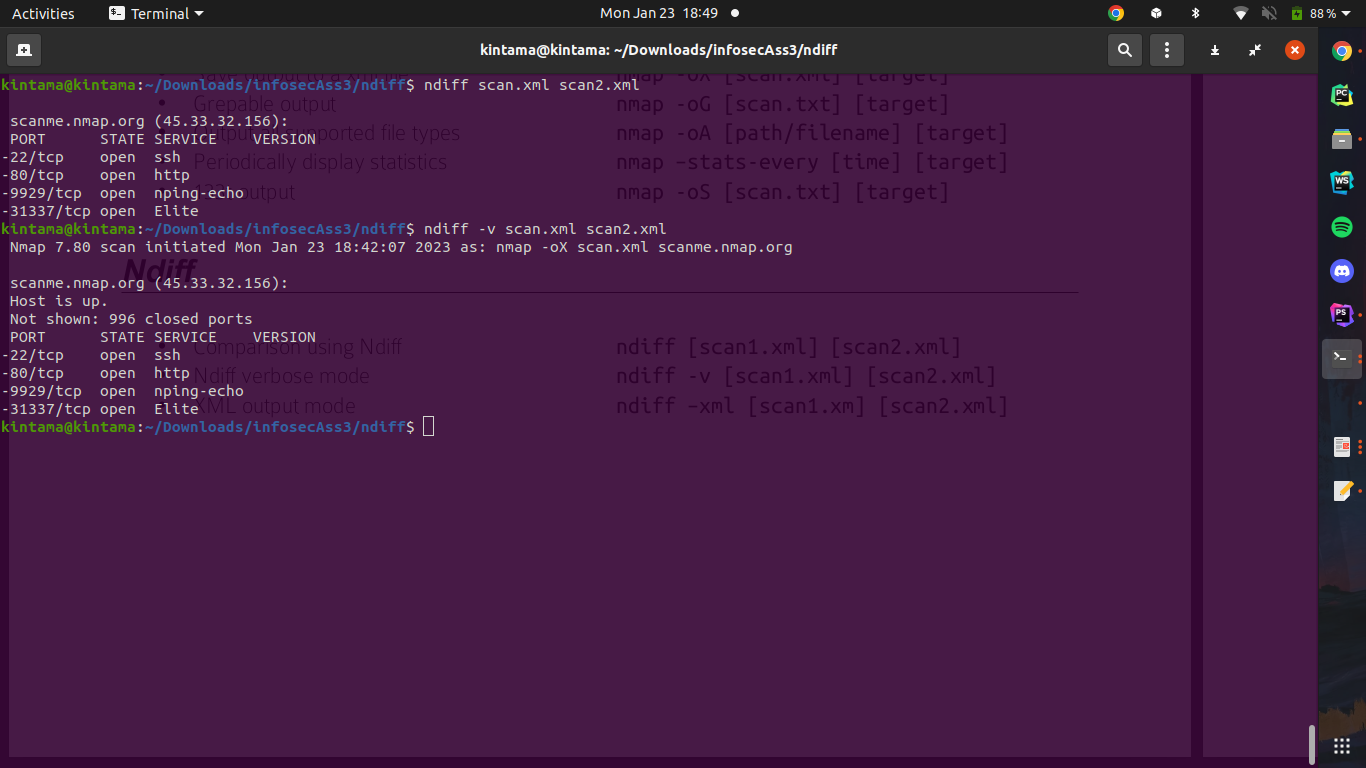 Activities Terminal Mon Jan 23 18:49 88 %
kintama@kintama: ~/Downloads/infosecAss3/ndiff
nmap -oX [scan.xml] [target]
kintama@kintama:~/Downloads/infosecAss3/ndiff$ ndiff scan.xml scan2.xml
• Grepable output nmap -oG [scan.txt] [target]
scanme.nmap.org (45.33.32.156):
supported file types nmap -oA [path/filename] [target]
PORT STATE SERVICE VERSION
-22/tcp open ssh
Periodically display statistics nmap –stats-every [time] [target]
-80/tcp open http
-9929/tcp open nping-echo
output nmap -oS [scan.txt] [target]
-31337/tcp open Elite
kintama@kintama:~/Downloads/infosecAss3/ndiff$ ndiff -v scan.xml scan2.xml
Nmap 7.80 scan initiated Mon Jan 23 18:42:07 2023 as: nmap -oX scan.xml scanme.nmap.org
Ndiff
scanme.nmap.org (45.33.32.156):
Host is up.
Not shown: 996 closed ports
PORT STATE SERVICE VERSION
• Comparison using Ndiff ndiff [scan1.xml] [scan2.xml]
-22/tcp open ssh
-80/tcp open http
Ndiff verbose mode ndiff -v [scan1.xml] [scan2.xml]
-9929/tcp open nping-echo
-31337/tcp open Elite
XML output mode ndiff –xml [scan1.xm] [scan2.xml]
kintama@kintama:~/Downloads/infosecAss3/ndiff$
PC
WS
PS